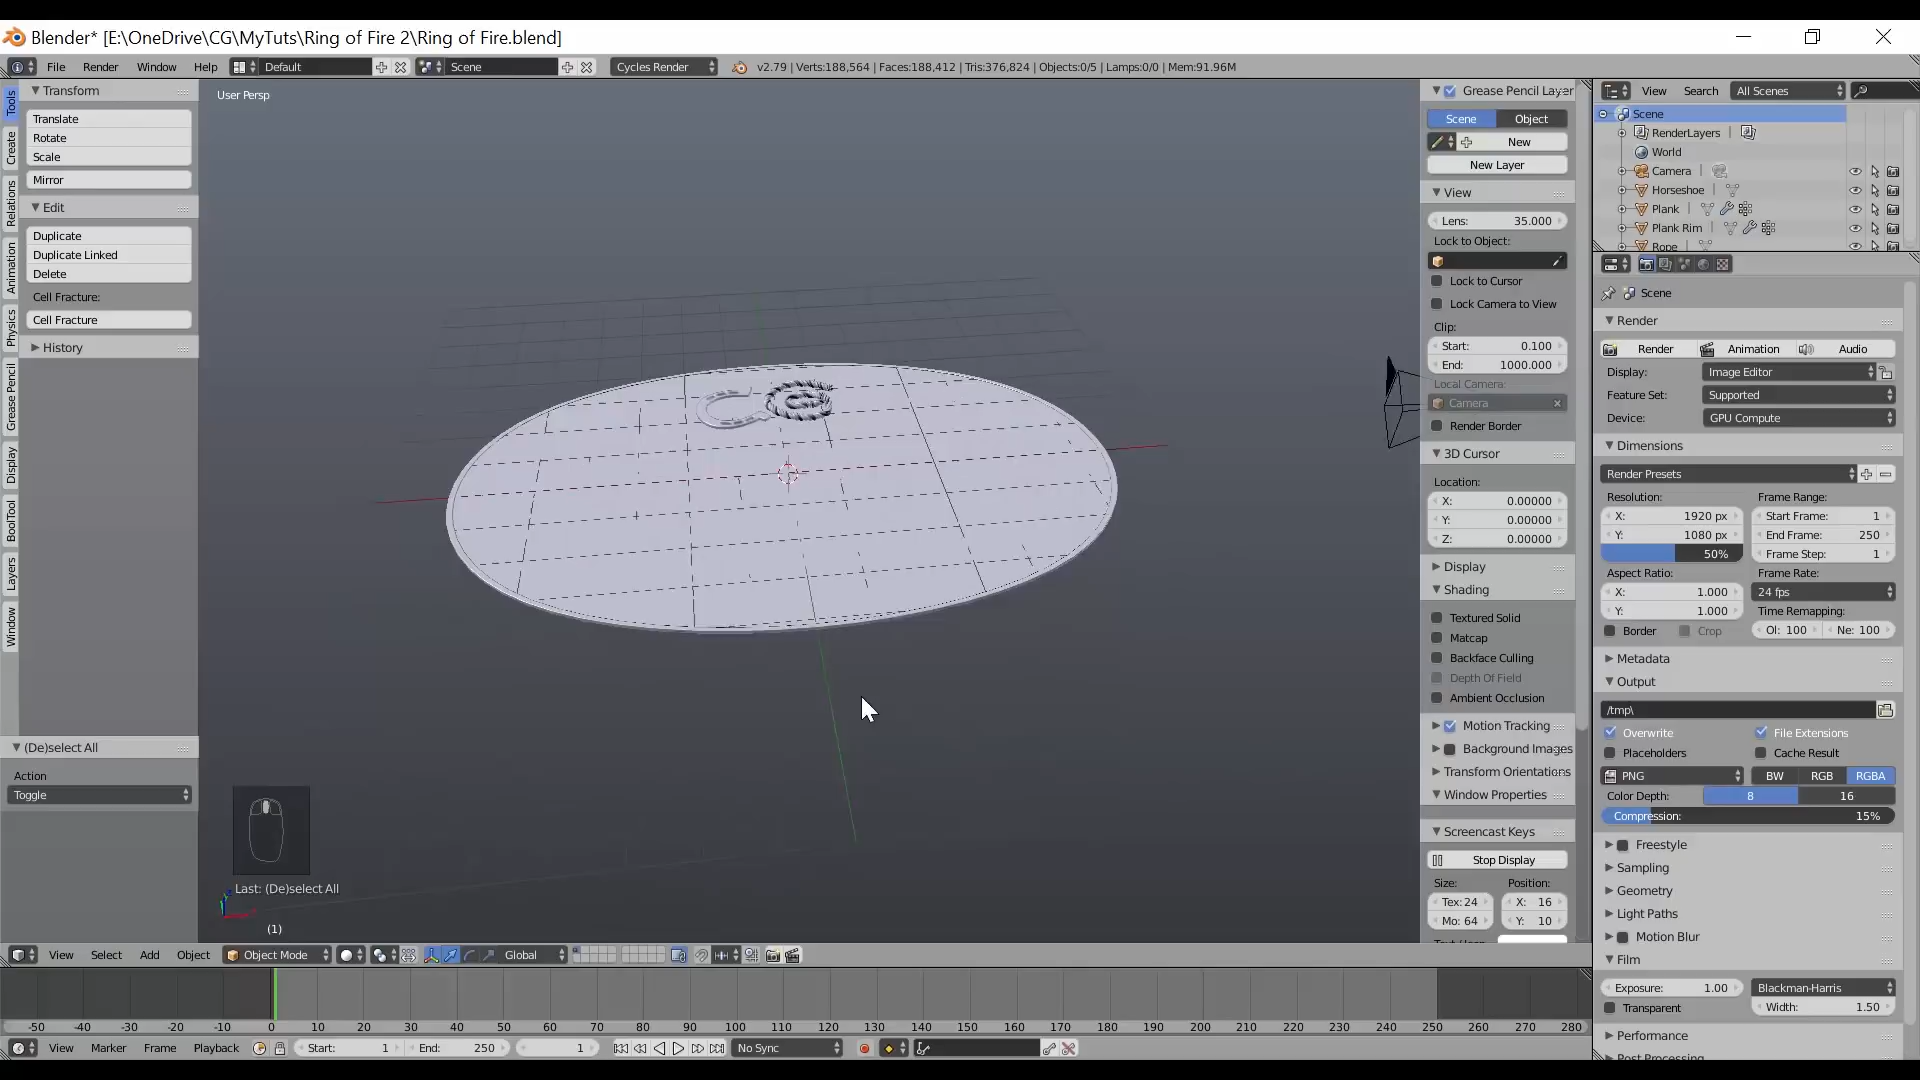 Blender* [E:\OneDrive\CG\MyTuts\Ring of Fire 2\Ring of Fire.blend]
File Render Window Help Default Scene Cycles Render v2.79 | Verts:188,564 | Faces:188,412 | Tris:376,824 | Objects:0/5 | Lamps:0/0 | Mem:91.96M
Tools
Create
Relations
Animation
Physics
Grease Pencil
Display
BoolTool
Layers
Window
Transform
Translate
Rotate
Scale
Mirror
Edit
Duplicate
Duplicate Linked
Delete
Cell Fracture:
Cell Fracture
History
(De)select All
Action
Toggle
User Persp
Last: (De)select All
(1)
Grease Pencil Layer
Scene Object
New
New Layer
View
Lens: 35.000
Lock to Object:
Lock to Cursor
Lock Camera to View
Clip:
Start: 0.100
End: 1000.000
Local Camera:
Camera
Render Border
3D Cursor
Location:
X: 0.00000
Y: 0.00000
Z: 0.00000
Display
Shading
Textured Solid
Matcap
Backface Culling
Depth Of Field
Ambient Occlusion
Motion Tracking
Background Images
Transform Orientations
Window Properties
Screencast Keys
Stop Display
Size: Position:
Tex: 24 X: 16
Mo: 64 Y: 10
View Search All Scenes
Scene
RenderLayers
World
Camera
Horseshoe
Plank
Plank Rim
Rope
Scene
Render
Render Animation Audio
Display: Image Editor
Feature Set: Supported
Device: GPU Compute
Dimensions
Render Presets
Resolution: Frame Range:
X: 1920 px Start Frame: 1
Y: 1080 px End Frame: 250
50% Frame Step: 1
Aspect Ratio: Frame Rate:
X: 1.000 24 fps
Y: 1.000 Time Remapping:
Border Crop Ol: 100 Ne: 100
Metadata
Output
/tmp\
Overwrite File Extensions
Placeholders Cache Result
PNG BW RGB RGBA
Color Depth: 8 16
Compression: 15%
Freestyle
Sampling
Geometry
Light Paths
Motion Blur
Film
Exposure: 1.00 Blackman-Harris
Transparent Width: 1.50
Performance
Post Processing
View Select Add Object Object Mode Global
-50 -40 -30 -20 -10 0 10 20 30 40 50 60 70 80 90 100 110 120 130 140 150 160 170 180 190 200 210 220 230 240 250 260 270 280
View Marker Frame Playback Start: 1 End: 250 1 No Sync